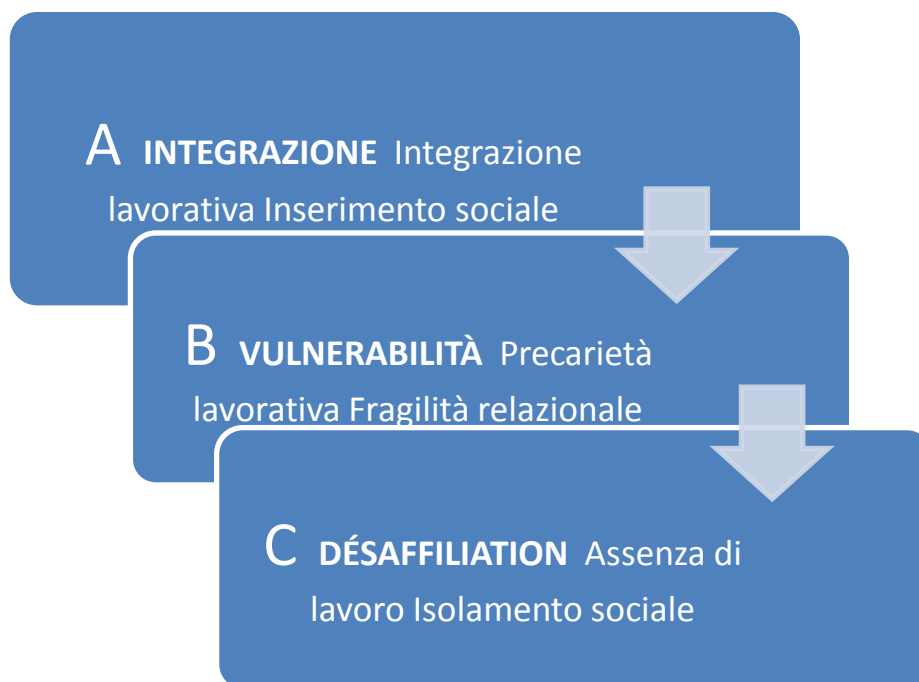 A INTEGRAZIONE Integrazione
lavorativa Inserimento sociale
B VULNERABILITÀ Precarietà
lavorativa Fragilità relazionale
C DÉSAFFILIATION Assenza di
lavoro Isolamento sociale